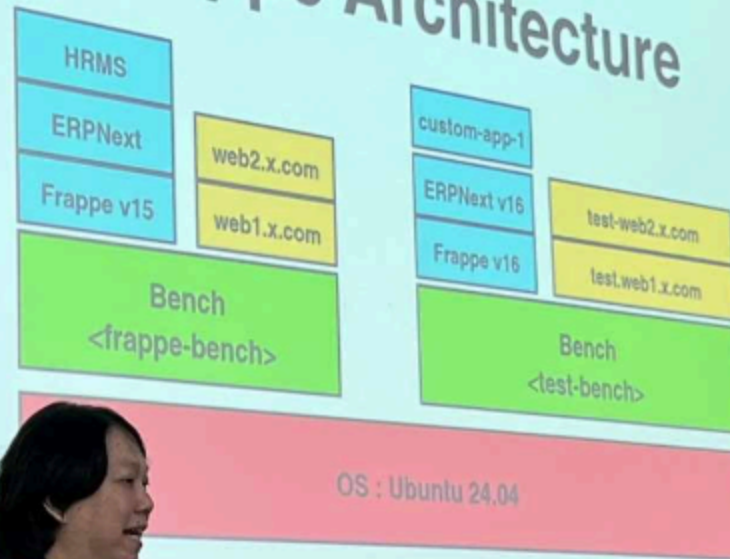 Architecture
HRMS
ERPNext
Frappe v15
web2.x.com
web1.x.com
Bench
<frappe-bench>
custom-app-1
ERPNext v16
Frappe v16
test-web2.x.com
test.web1.x.com
Bench
<test-bench>
OS : Ubuntu 24.04